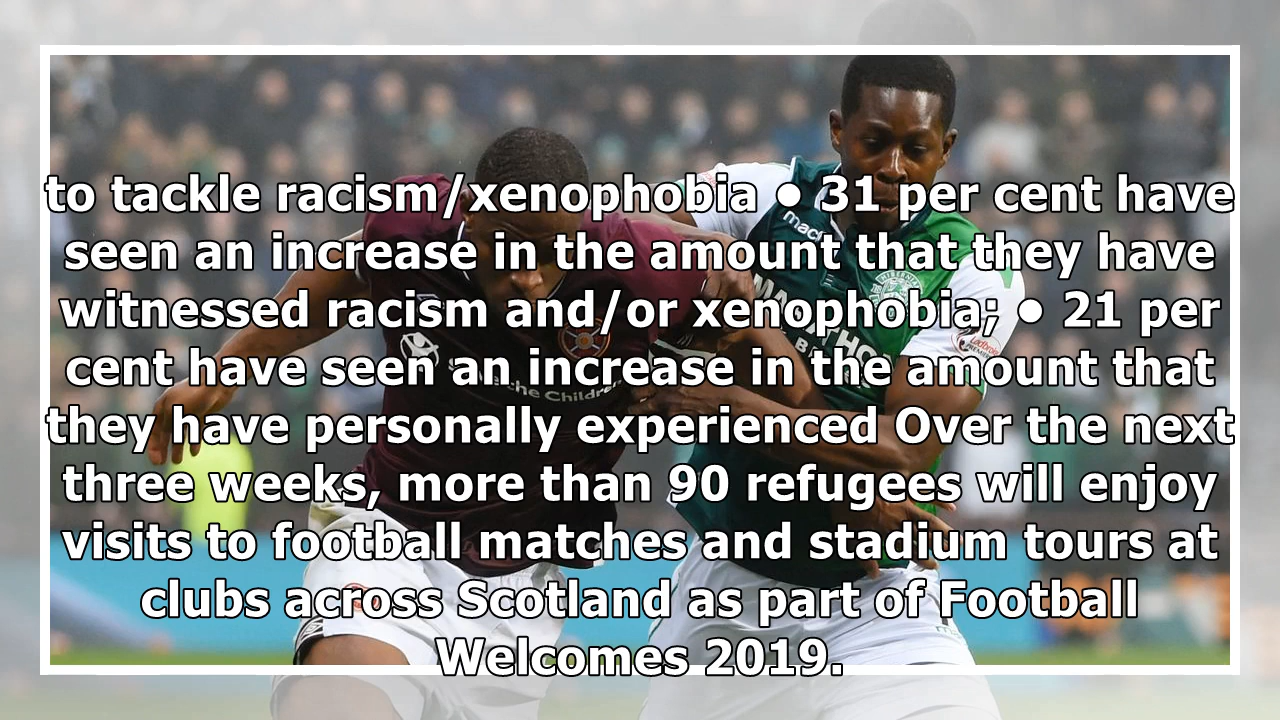 to tackle racism/xenophobia ● 31 per cent have
seen an increase in the amount that they have
witnessed racism and/or xenophobia; ● 21 per
cent have seen an increase in the amount that
they have personally experienced Over the next
three weeks, more than 90 refugees will enjoy
visits to football matches and stadium tours at
clubs across Scotland as part of Football
Welcomes 2019.